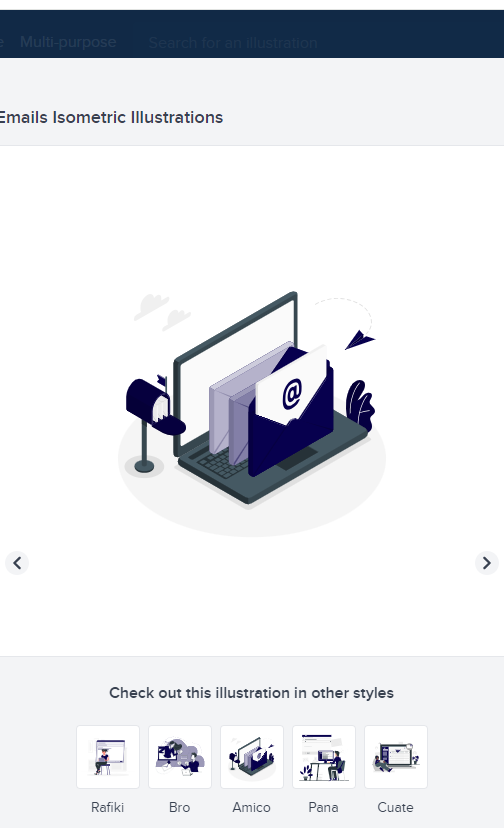 e Multi-purpose Search for an illustration
Emails Isometric Illustrations
@
Check out this illustration in other styles
Rafiki Bro Amico Pana Cuate